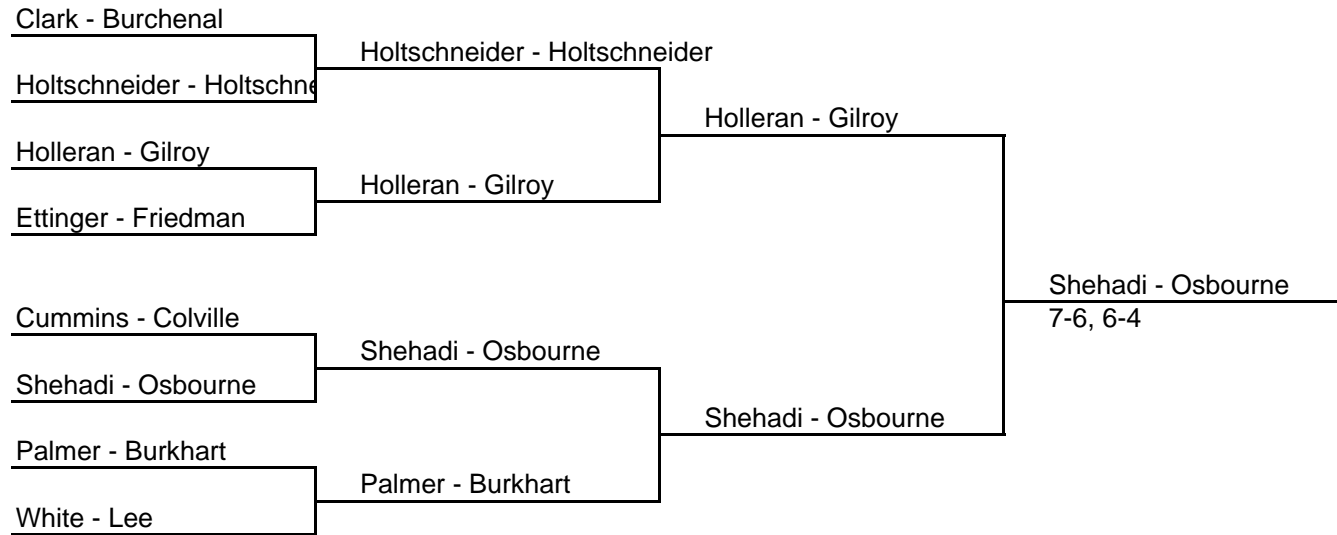 Clark - Burchenal
Holtschneider - Holtschneider
Holtschne
Holtschneider -
Holleran - Gilroy
Holleran - Gilroy
Holleran - Gilroy
Ettinger - Friedman
Shehadi - Osbourne
Cummins - Colville
7-6, 6-4
Shehadi - Osbourne
Shehadi - Osbourne
Shehadi - Osbourne
Palmer - Burkhart
Palmer - Burkhart
White - Lee